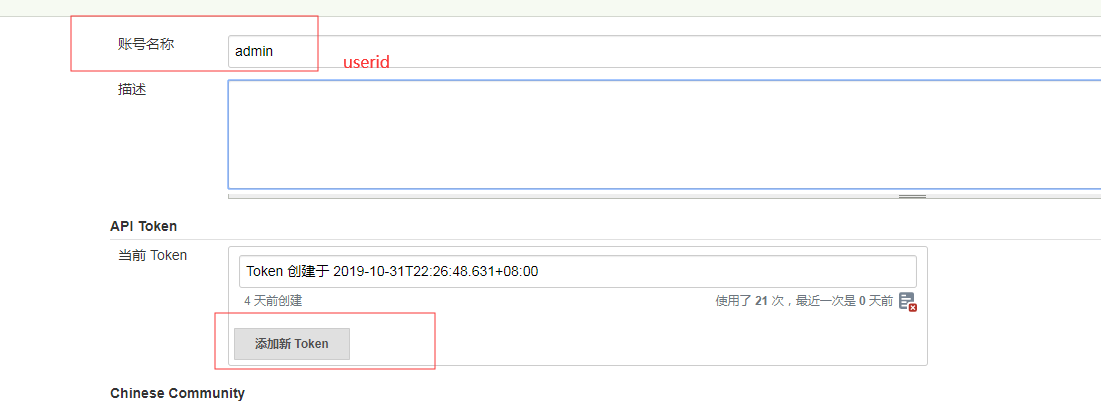 账号名称
admin
userid
描述
API Token
当前 Token
Token 创建于 2019-10-31T22:26:48.631+08:00
4 天前创建
使用了 21 次，最近一次是 0 天前
添加新 Token
Chinese Community